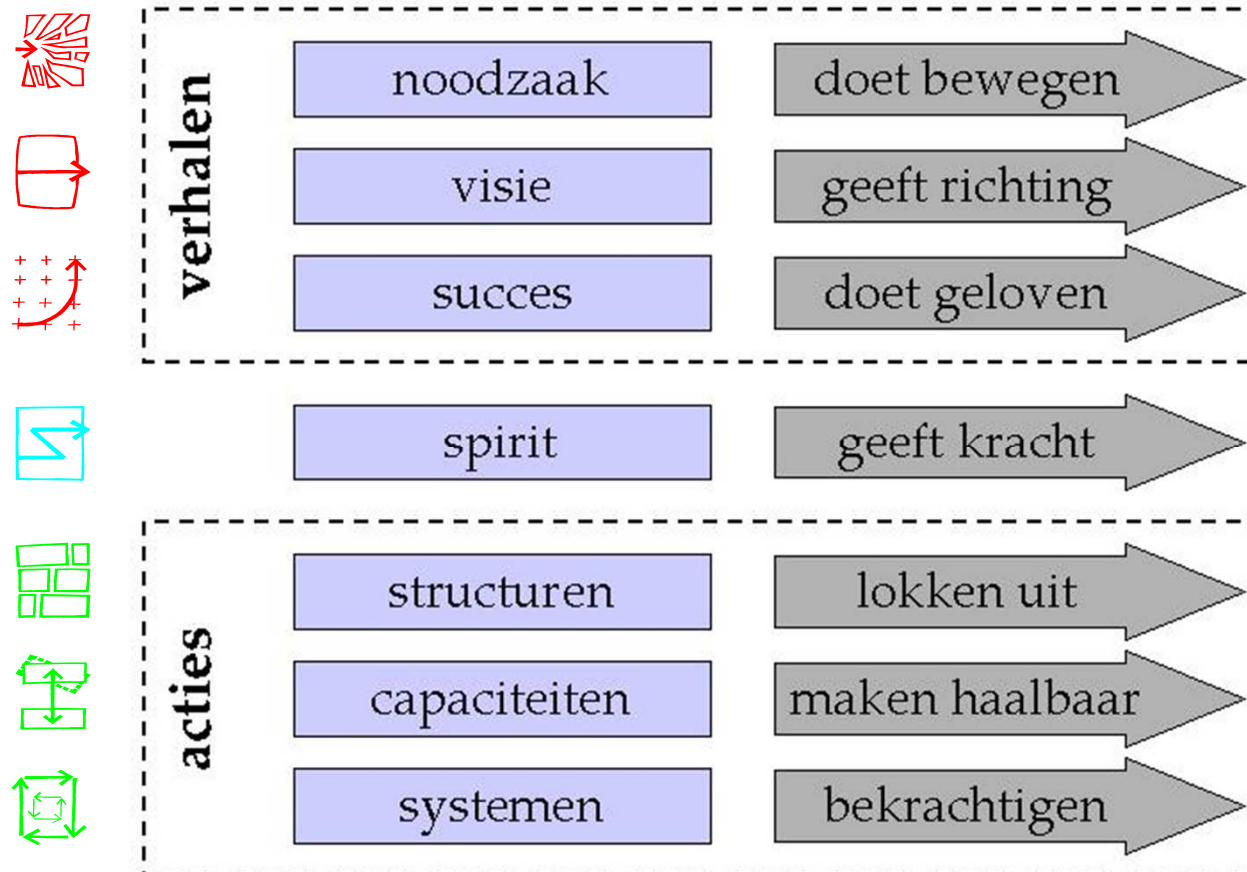 verhalen
noodzaak
doet bewegen
visie
geeft richting
succes
doet geloven
spirit
geeft kracht
acties
structuren
lokken uit
capaciteiten
maken haalbaar
systemen
bekrachtigen